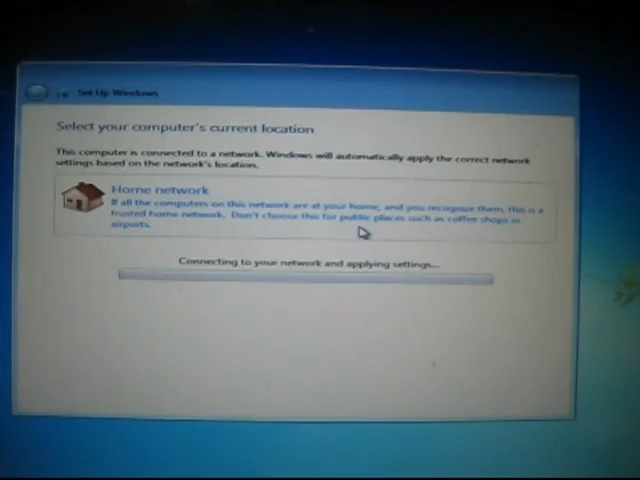 Set Up Windows
Select your computer's current location
This computer is connected to a network. Windows will automatically apply the correct network
settings based on the network's location.
Home network
If all the computers on this network are at your home, and you recognize them, this is a
trusted home network. Don't choose this for public places such as coffee shops or
airports.
Connecting to your network and applying settings...